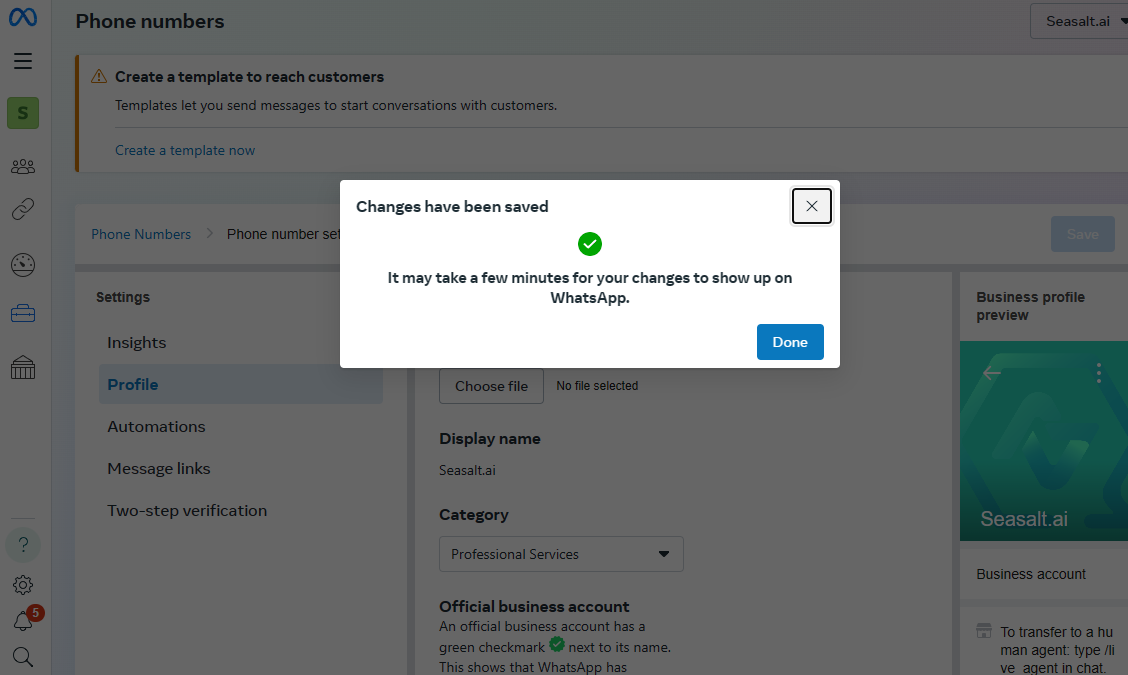 Phone numbers
Seasalt.ai
Create a template to reach customers
Templates let you send messages to start conversations with customers.
Create a template now
S
Changes have been saved
It may take a few minutes for your changes to show up on
WhatsApp.
Done
Phone Numbers
Phone number set
Save
Settings
Insights
Profile
Automations
Message links
Two-step verification
Choose file
No file selected
Display name
Seasalt.ai
Category
Professional Services
Official business account
An official business account has a
green checkmark next to its name.
This shows that WhatsApp has
Business profile
preview
Seasalt.ai
Business account
To transfer to a hu
man agent: type /li
ve_agent in chat.
?
5